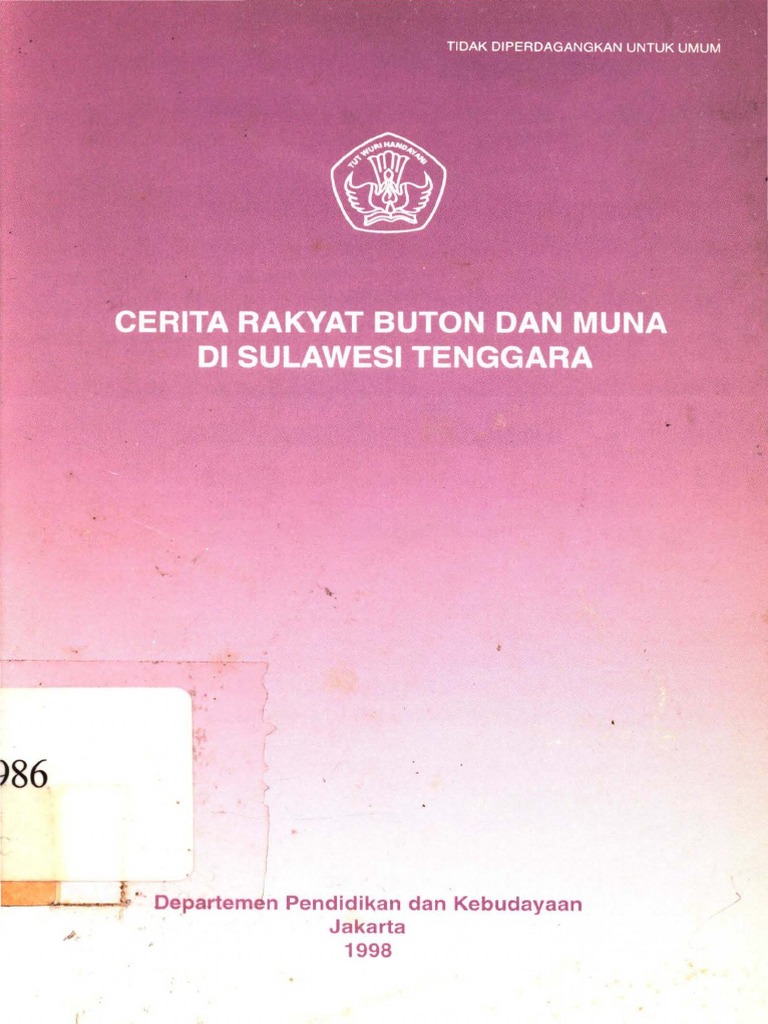 TIDAK DIPERDAGANGKAN UNTUK UMUM
TUT WURI HANDAYANI
CERITA RAKYAT BUTON DAN MUNA
DI SULAWESI TENGGARA
986
Departemen Pendidikan dan Kebudayaan
Jakarta
1998